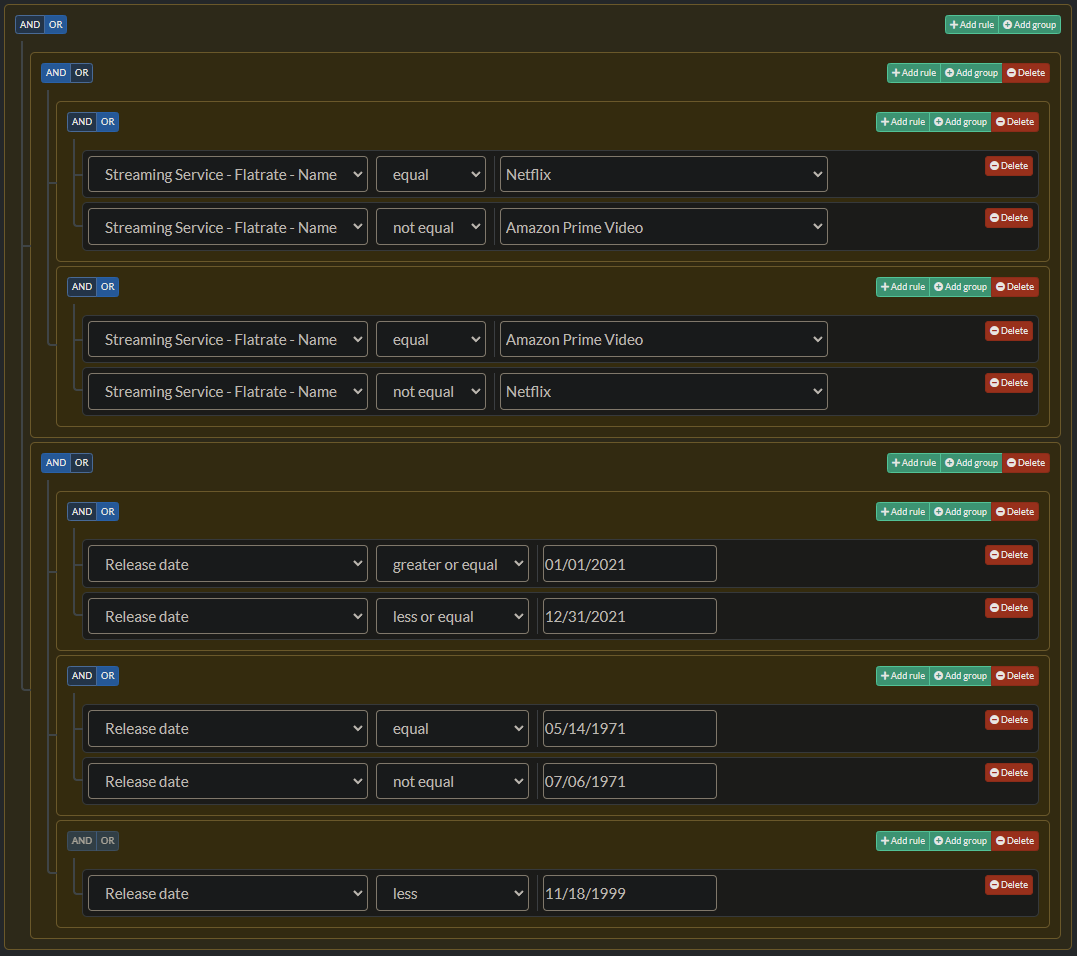 AND OR Add rule Add group
AND OR Add rule Add group Delete
AND OR Add rule Add group Delete
Delete
Streaming Service - Flatrate - Name equal Netflix
Delete
Streaming Service - Flatrate - Name not equal Amazon Prime Video
AND OR Add rule Add group Delete
Delete
Streaming Service - Flatrate - Name equal Amazon Prime Video
Delete
Streaming Service - Flatrate - Name not equal Netflix
AND OR Add rule Add group Delete
AND OR Add rule Add group Delete
Delete
Release date greater or equal 01/01/2021
Delete
Release date less or equal 12/31/2021
AND OR Add rule Add group Delete
Delete
Release date equal 05/14/1971
Delete
Release date not equal 07/06/1971
AND OR Add rule Add group Delete
Delete
Release date less 11/18/1999